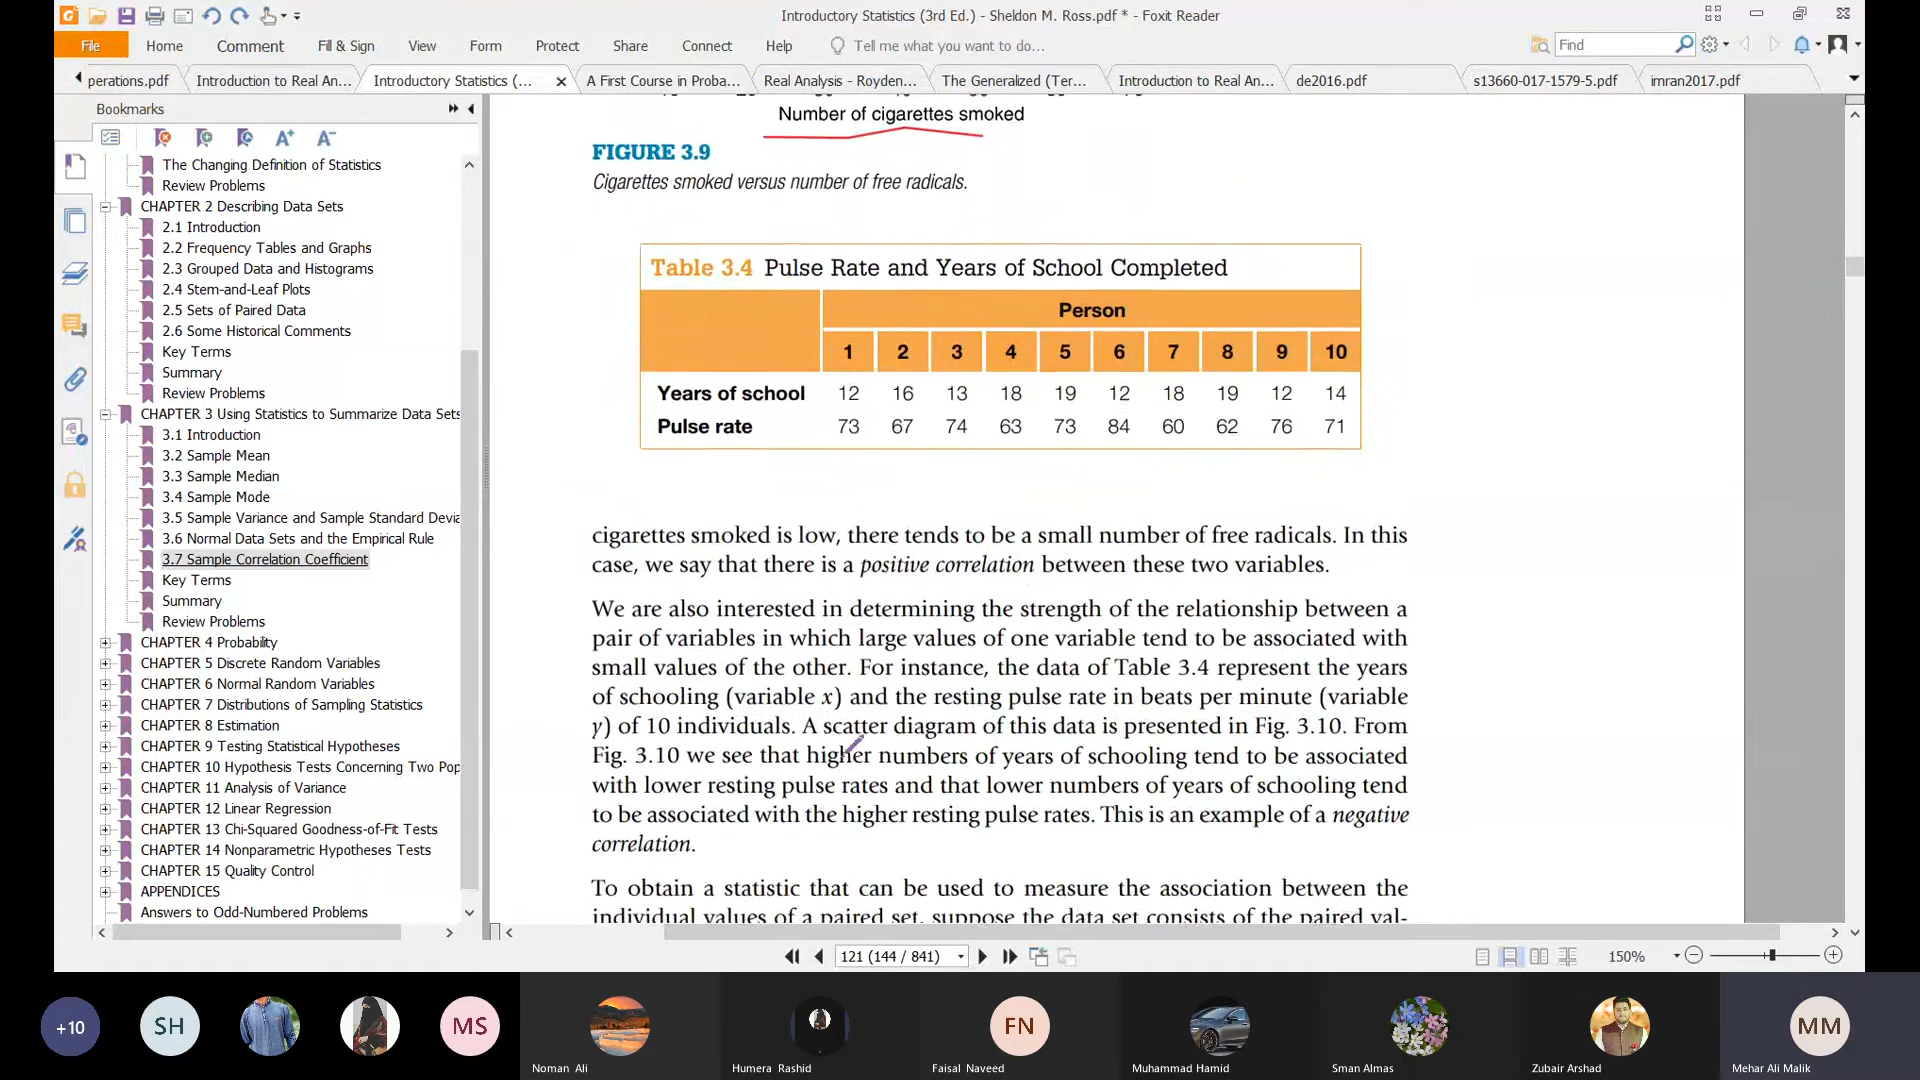 Introductory Statistics (3rd Ed.) - Sheldon M. Ross.pdf * - Foxit Reader
File Home Comment Fill & Sign View Form Protect Share Connect Help Tell me what you want to do... Find
perations.pdf Introduction to Real An... Introductory Statistics (... A First Course in Proba... Real Analysis - Royden... The Generalized (Ter... Introduction to Real An... de2016.pdf s13660-017-1579-5.pdf imran2017.pdf
Bookmarks
The Changing Definition of Statistics
Review Problems
CHAPTER 2 Describing Data Sets
2.1 Introduction
2.2 Frequency Tables and Graphs
2.3 Grouped Data and Histograms
2.4 Stem-and-Leaf Plots
2.5 Sets of Paired Data
2.6 Some Historical Comments
Key Terms
Summary
Review Problems
CHAPTER 3 Using Statistics to Summarize Data Sets
3.1 Introduction
3.2 Sample Mean
3.3 Sample Median
3.4 Sample Mode
3.5 Sample Variance and Sample Standard Devia
3.6 Normal Data Sets and the Empirical Rule
3.7 Sample Correlation Coefficient
Key Terms
Summary
Review Problems
CHAPTER 4 Probability
CHAPTER 5 Discrete Random Variables
CHAPTER 6 Normal Random Variables
CHAPTER 7 Distributions of Sampling Statistics
CHAPTER 8 Estimation
CHAPTER 9 Testing Statistical Hypotheses
CHAPTER 10 Hypothesis Tests Concerning Two Pop
CHAPTER 11 Analysis of Variance
CHAPTER 12 Linear Regression
CHAPTER 13 Chi-Squared Goodness-of-Fit Tests
CHAPTER 14 Nonparametric Hypotheses Tests
CHAPTER 15 Quality Control
APPENDICES
Answers to Odd-Numbered Problems
Number of cigarettes smoked
FIGURE 3.9
Cigarettes smoked versus number of free radicals.
Table 3.4 Pulse Rate and Years of School Completed
Person
1 2 3 4 5 6 7 8 9 10
Years of school 12 16 13 18 19 12 18 19 12 14
Pulse rate 73 67 74 63 73 84 60 62 76 71
cigarettes smoked is low, there tends to be a small number of free radicals. In this
case, we say that there is a positive correlation between these two variables.
We are also interested in determining the strength of the relationship between a
pair of variables in which large values of one variable tend to be associated with
small values of the other. For instance, the data of Table 3.4 represent the years
of schooling (variable x) and the resting pulse rate in beats per minute (variable
y) of 10 individuals. A scatter diagram of this data is presented in Fig. 3.10. From
Fig. 3.10 we see that higher numbers of years of schooling tend to be associated
with lower resting pulse rates and that lower numbers of years of schooling tend
to be associated with the higher resting pulse rates. This is an example of a negative
correlation.
To obtain a statistic that can be used to measure the association between the
individual values of a paired set, suppose the data set consists of the paired val-
121 (144 / 841)
150%
+10 SH MS FN MM
Noman Ali Humera Rashid Faisal Naveed Muhammad Hamid Sman Almas Zubair Arshad Mehar Ali Malik